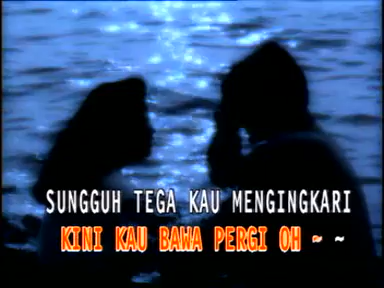 SUNGGUH TEGA KAU MENGINGKARI
KINI KAU BAWA PERGI OH ~ ~